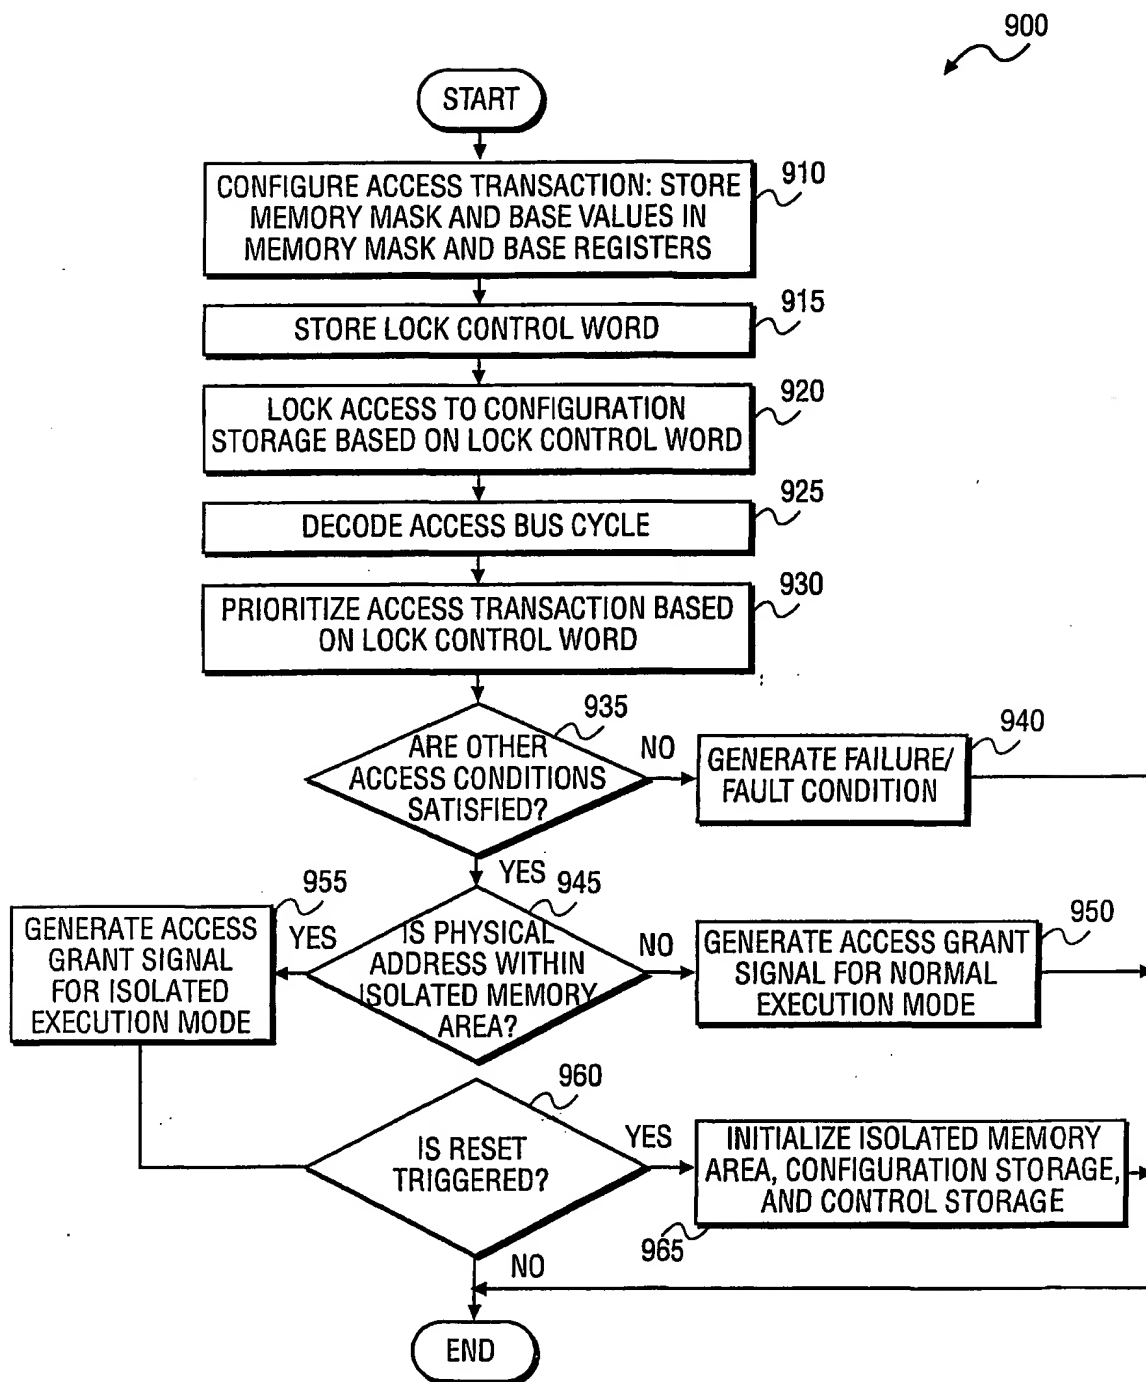 900
START
910
CONFIGURE ACCESS TRANSACTION: STORE
MEMORY MASK AND BASE VALUES IN
MEMORY MASK AND BASE REGISTERS
915
STORE LOCK CONTROL WORD
920
LOCK ACCESS TO CONFIGURATION
STORAGE BASED ON LOCK CONTROL WORD
925
DECODE ACCESS BUS CYCLE
930
PRIORITIZE ACCESS TRANSACTION BASED
ON LOCK CONTROL WORD
935
ARE OTHER
ACCESS CONDITIONS
SATISFIED?
NO
940
GENERATE FAILURE/
FAULT CONDITION
YES
945
IS PHYSICAL
ADDRESS WITHIN
ISOLATED MEMORY
AREA?
YES
955
GENERATE ACCESS
GRANT SIGNAL
FOR ISOLATED
EXECUTION MODE
NO
950
GENERATE ACCESS GRANT
SIGNAL FOR NORMAL
EXECUTION MODE
960
IS RESET
TRIGGERED?
YES
INITIALIZE ISOLATED MEMORY
AREA, CONFIGURATION STORAGE,
AND CONTROL STORAGE
965
NO
END